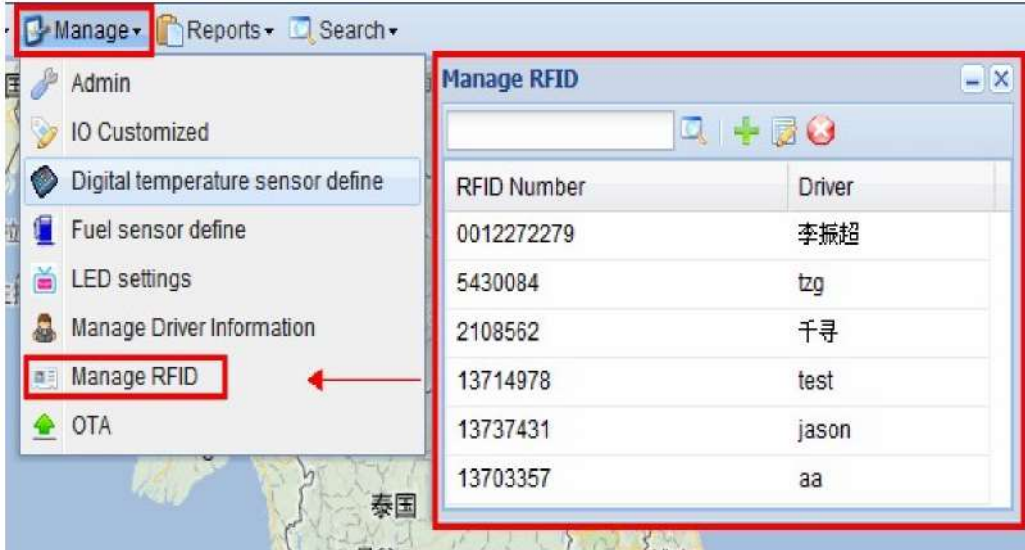 Manage Reports Search
Admin
IO Customized
Digital temperature sensor define
Fuel sensor define
LED settings
Manage Driver Information
Manage RFID
OTA
Manage RFID
RFID Number Driver
0012272279 李振超
5430084 tzg
2108562 千寻
13714978 test
13737431 jason
13703357 aa
泰国